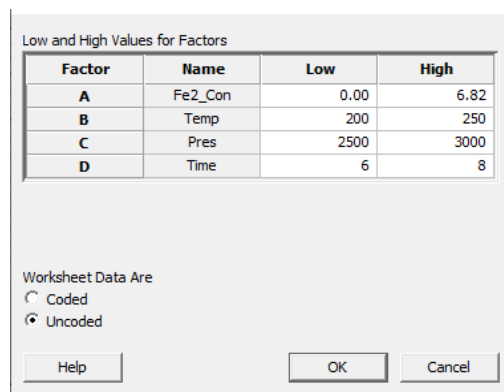 Low and High Values for Factors
Factor Name Low High
A Fe2_Con 0.00 6.82
B Temp 200 250
C Pres 2500 3000
D Time 6 8
Worksheet Data Are
Coded
Uncoded
Help OK Cancel